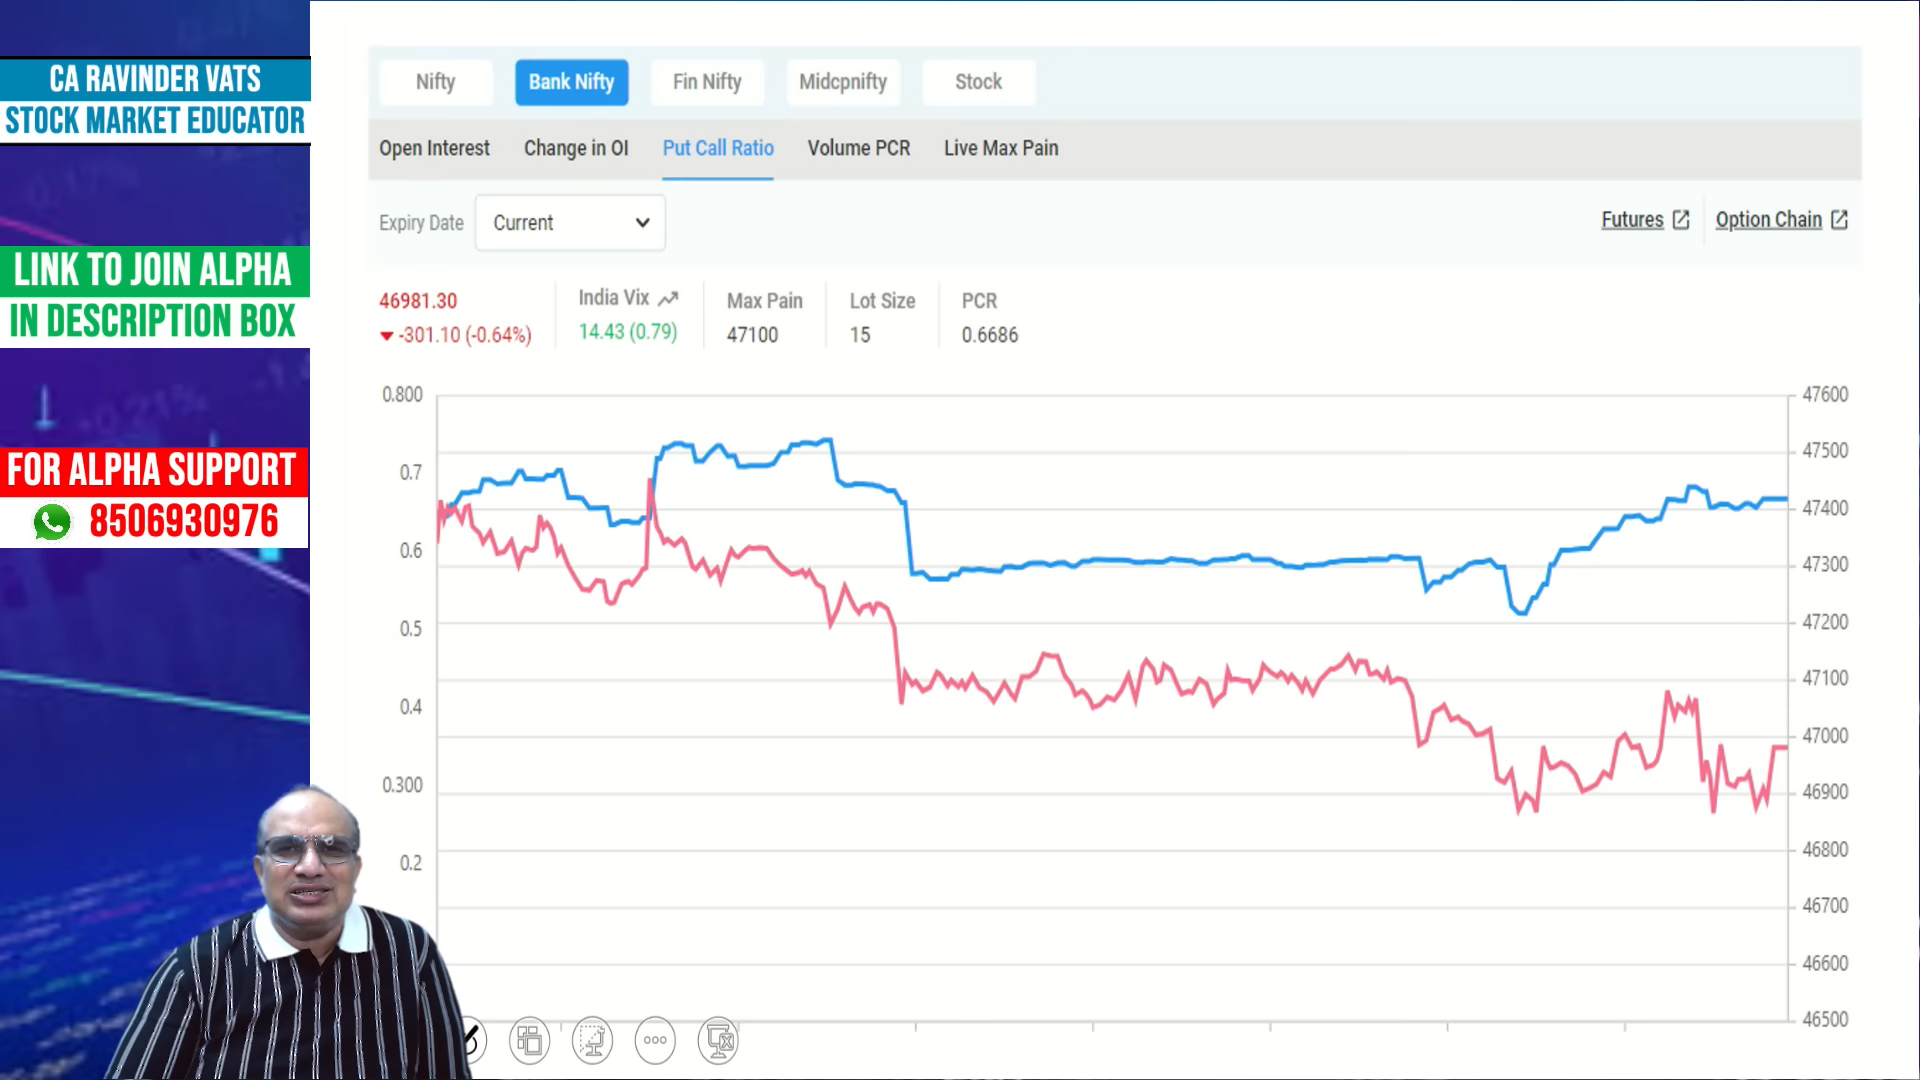 CA RAVINDER VATS
STOCK MARKET EDUCATOR
LINK TO JOIN ALPHA
IN DESCRIPTION BOX
FOR ALPHA SUPPORT
8506930976
Nifty Bank Nifty Fin Nifty Midcpnifty Stock
Open Interest Change in OI Put Call Ratio Volume PCR Live Max Pain
Expiry Date Current Futures Option Chain
46981.30 India Vix Max Pain Lot Size PCR
-301.10 (-0.64%) 14.43 (0.79) 47100 15 0.6686
0.800
0.7
0.6
0.5
0.4
0.300
0.2
47600
47500
47400
47300
47200
47100
47000
46900
46800
46700
46600
46500